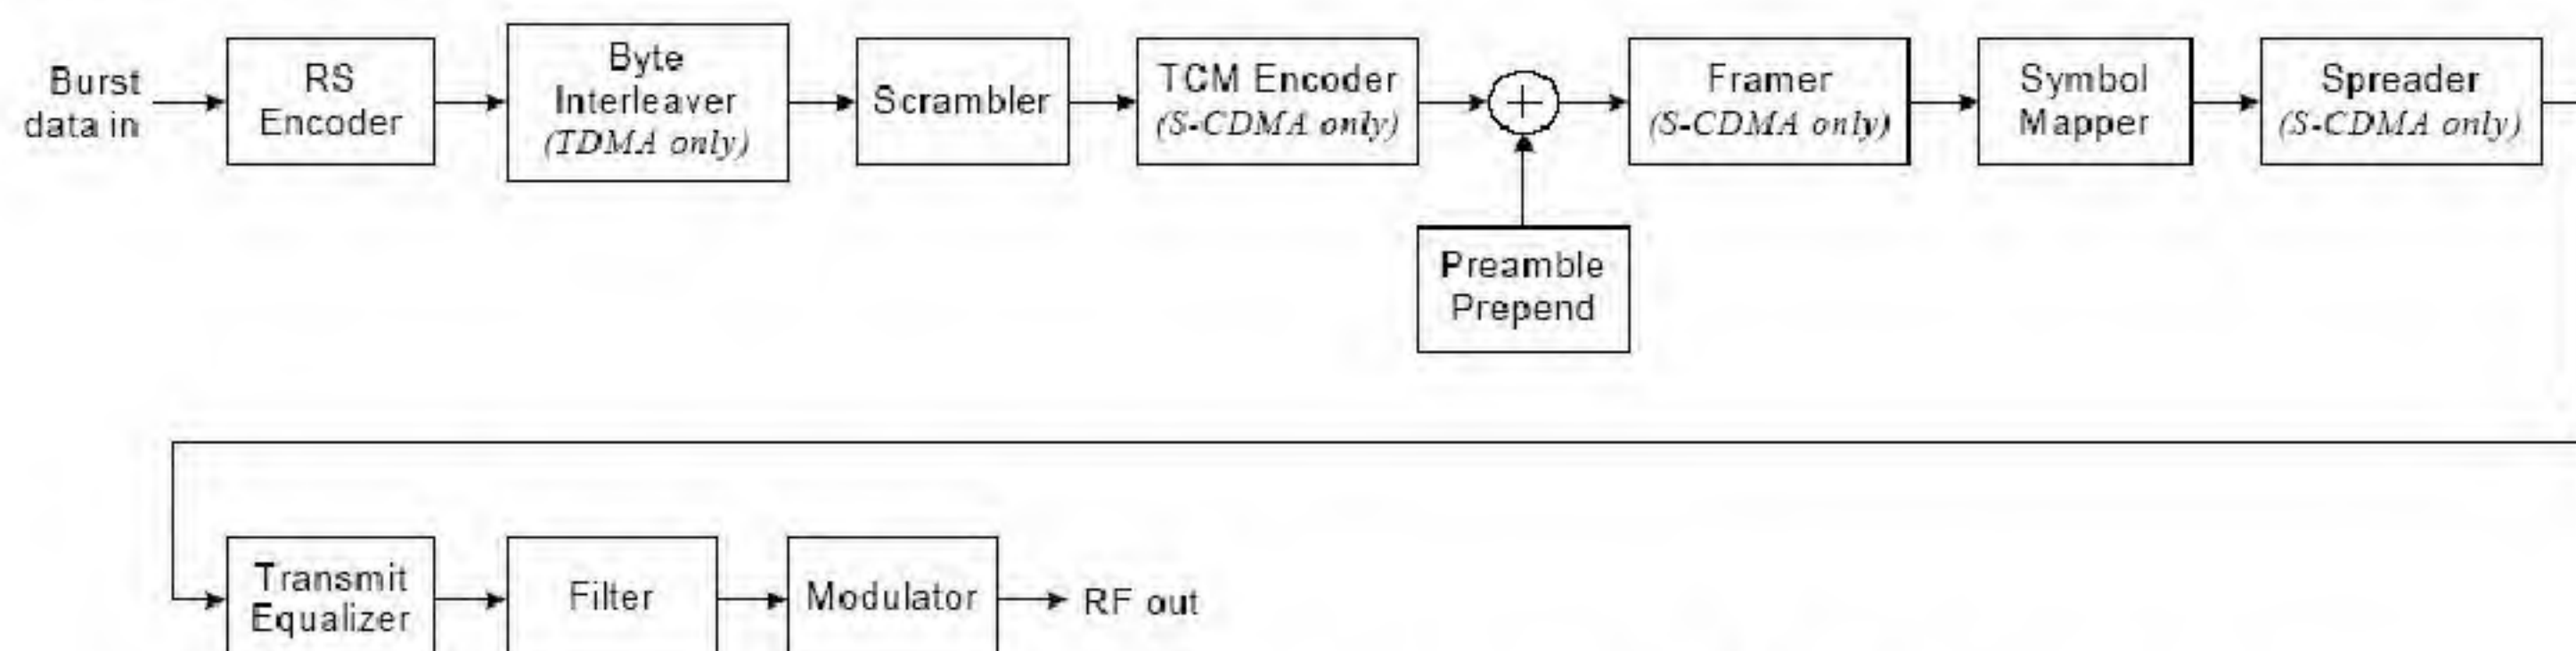 Burst
data in
RS
Encoder
Byte
Interleaver
(TDMA only)
Scrambler
TCM Encoder
(S-CDMA only)
Framer
(S-CDMA only)
Symbol
Mapper
Spreader
(S-CDMA only)
Preamble
Prepend
Transmit
Equalizer
Filter
Modulator
RF out